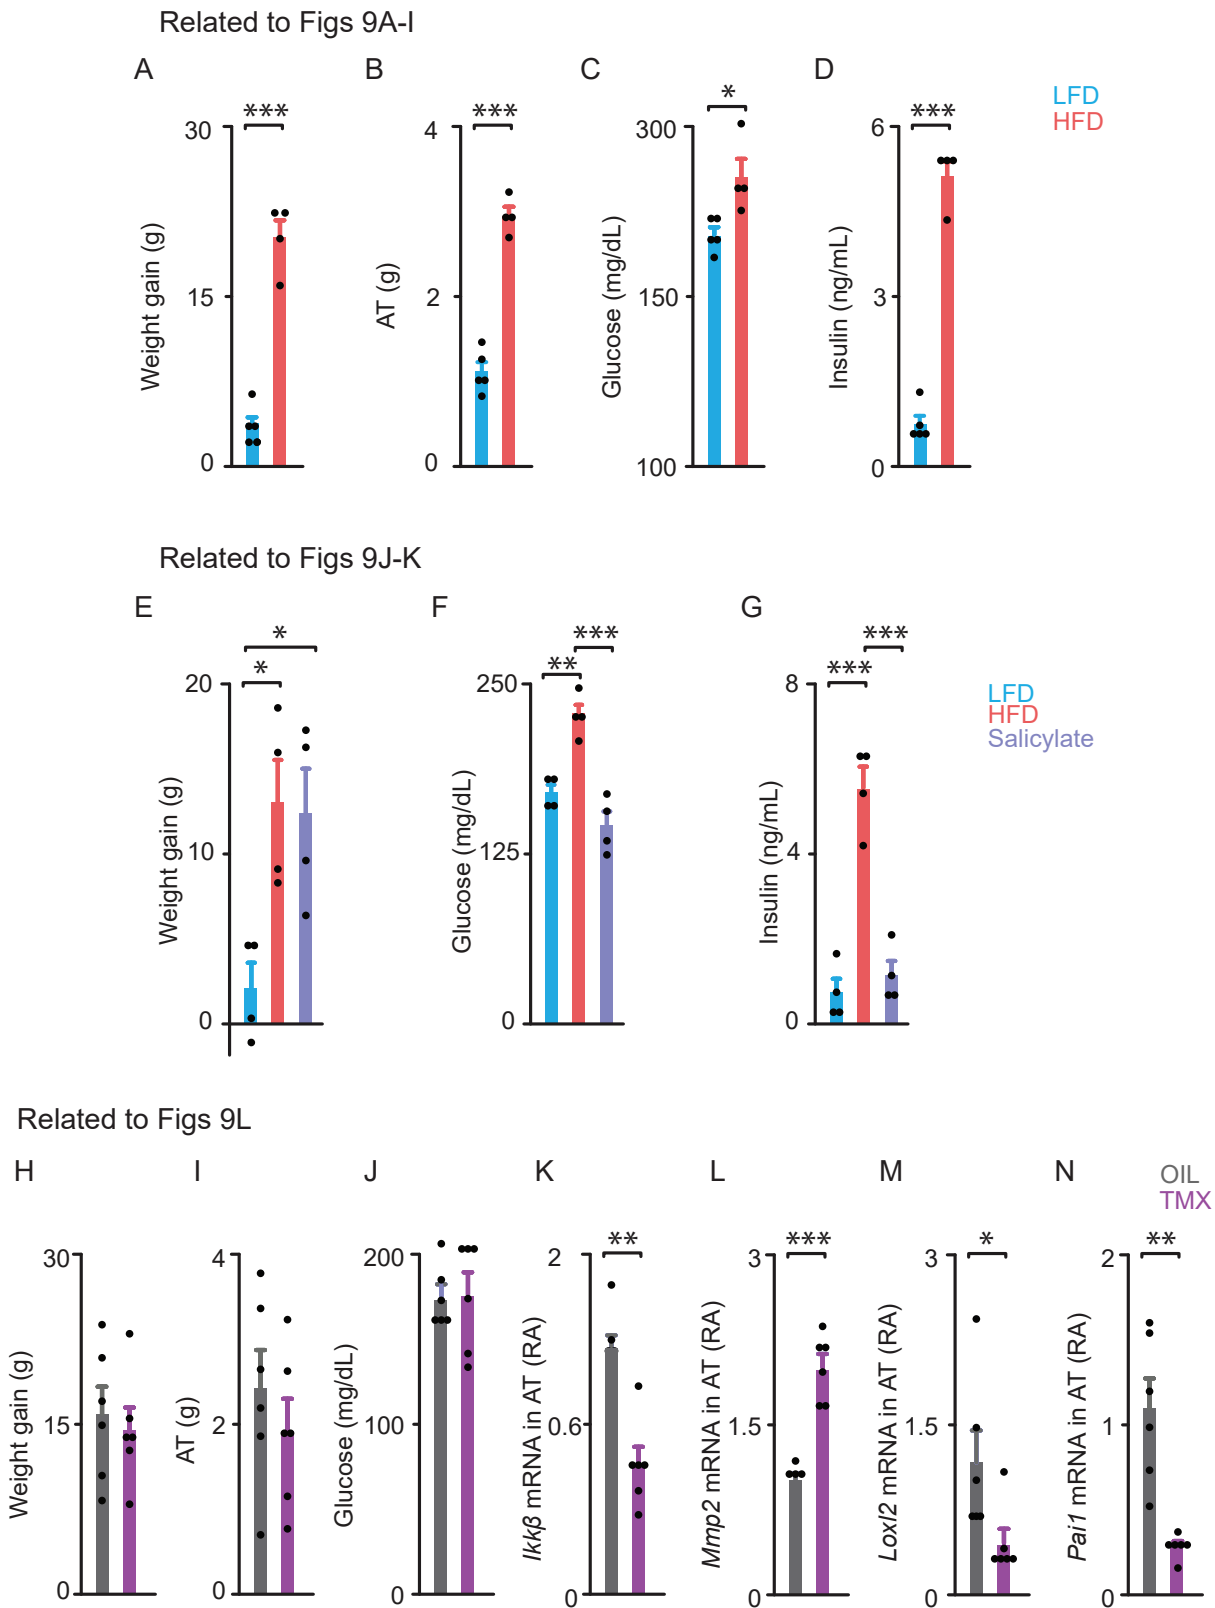 Related to Figs 9A-I
A
B
C
D
LFD
HFD
***
***
*
***
30
15
0
Weight gain (g)
4
2
0
AT (g)
300
150
100
Glucose (mg/dL)
6
3
0
Insulin (ng/mL)
Related to Figs 9J-K
E
F
G
LFD
HFD
Salicylate
*
*
**
***
***
***
20
10
0
Weight gain (g)
250
125
0
Glucose (mg/dL)
8
4
0
Insulin (ng/mL)
Related to Figs 9L
H
I
J
K
L
M
N
OIL
TMX
**
***
*
**
30
15
0
Weight gain (g)
4
2
0
AT (g)
200
100
0
Glucose (mg/dL)
2
0.6
0
Ikkβ mRNA in AT (RA)
3
1.5
0
Mmp2 mRNA in AT (RA)
3
1.5
0
Loxl2 mRNA in AT (RA)
2
1
0
Pai1 mRNA in AT (RA)